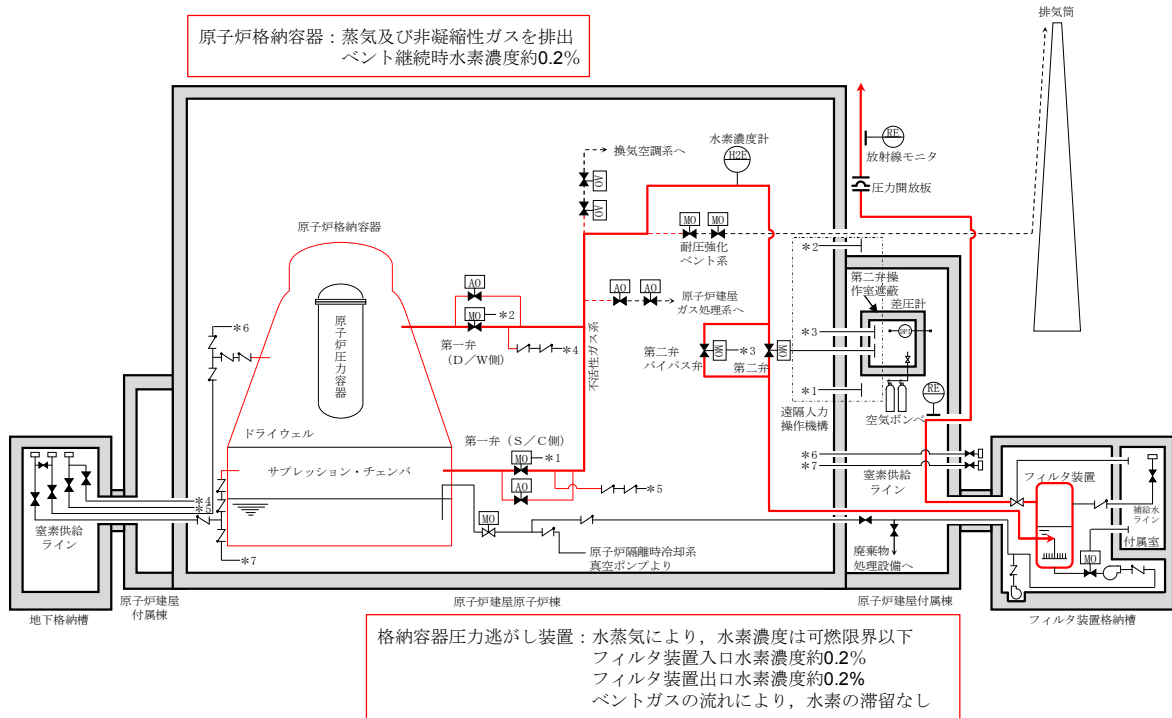 原子炉格納容器：蒸気及び非凝縮性ガスを排出
ベント継続時水素濃度約0.2%
排気筒
RE
放射線モニタ
圧力開放板
水素濃度計
H2E
換気空調系へ
AO
AO
MO
MO
耐圧強化
ベント系
原子炉格納容器
原子炉圧力容器
AO
MO
＊2
第一弁
（Ｄ／Ｗ側）
＊4
不活性ガス系
AO
AO
原子炉建屋
ガス処理系へ
＊2
第二弁操
作室遮蔽
差圧計
DPI
＊3
MO
＊3
第二弁
バイパス弁
MO
第二弁
＊1
遠隔人力
操作機構
空気ボンベ
RE
＊6
ドライウェル
サプレッション・チェンバ
第一弁（Ｓ／Ｃ側）
MO
＊1
AO
＊5
＊6
＊7
窒素供給
ライン
フィルタ装置
補給水
ライン
付属室
MO
＊4
＊5
窒素供給
ライン
＊7
MO
原子炉隔離時冷却系
真空ポンプより
廃棄物
処理設備へ
地下格納槽
原子炉建屋
付属棟
原子炉建屋原子炉棟
原子炉建屋付属棟
フィルタ装置格納槽
格納容器圧力逃がし装置：水蒸気により，水素濃度は可燃限界以下
フィルタ装置入口水素濃度約0.2%
フィルタ装置出口水素濃度約0.2%
ベントガスの流れにより，水素の滞留なし